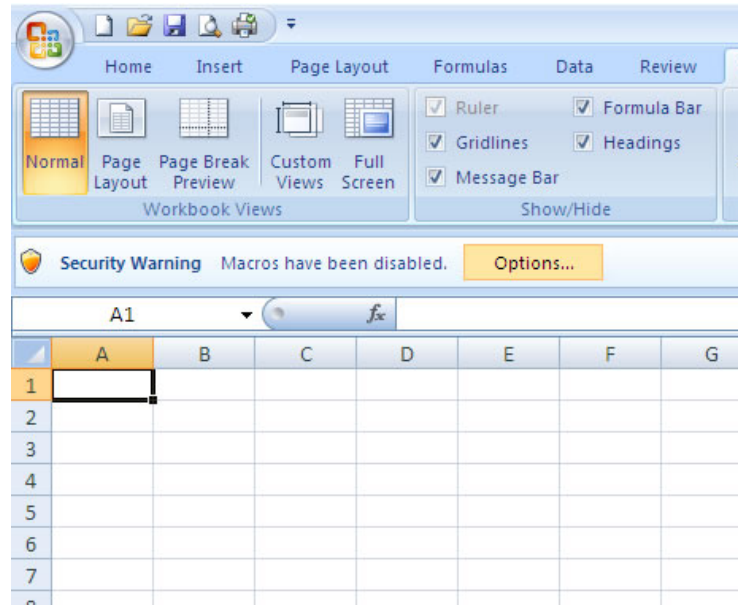 Home Insert Page Layout Formulas Data Review
Normal Page Layout Page Break Preview Custom Views Full Screen
Workbook Views
Ruler Formula Bar
Gridlines Headings
Message Bar
Show/Hide
Security Warning Macros have been disabled. Options...
A1 fx
A B C D E F G
1
2
3
4
5
6
7